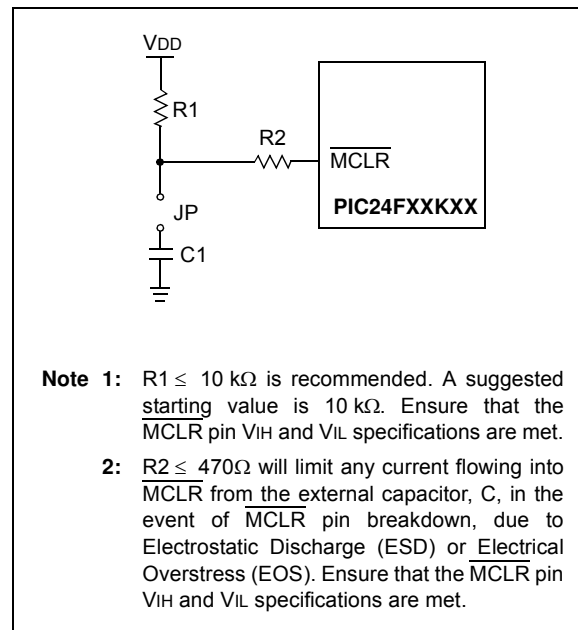 VDD
R1
R2
MCLR
PIC24FXXKXX
JP
C1
Note 1: R1 ≤ 10 kΩ is recommended. A suggested
starting value is 10 kΩ. Ensure that the
MCLR pin VIH and VIL specifications are met.
2: R2 ≤ 470Ω will limit any current flowing into
MCLR from the external capacitor, C, in the
event of MCLR pin breakdown, due to
Electrostatic Discharge (ESD) or Electrical
Overstress (EOS). Ensure that the MCLR pin
VIH and VIL specifications are met.